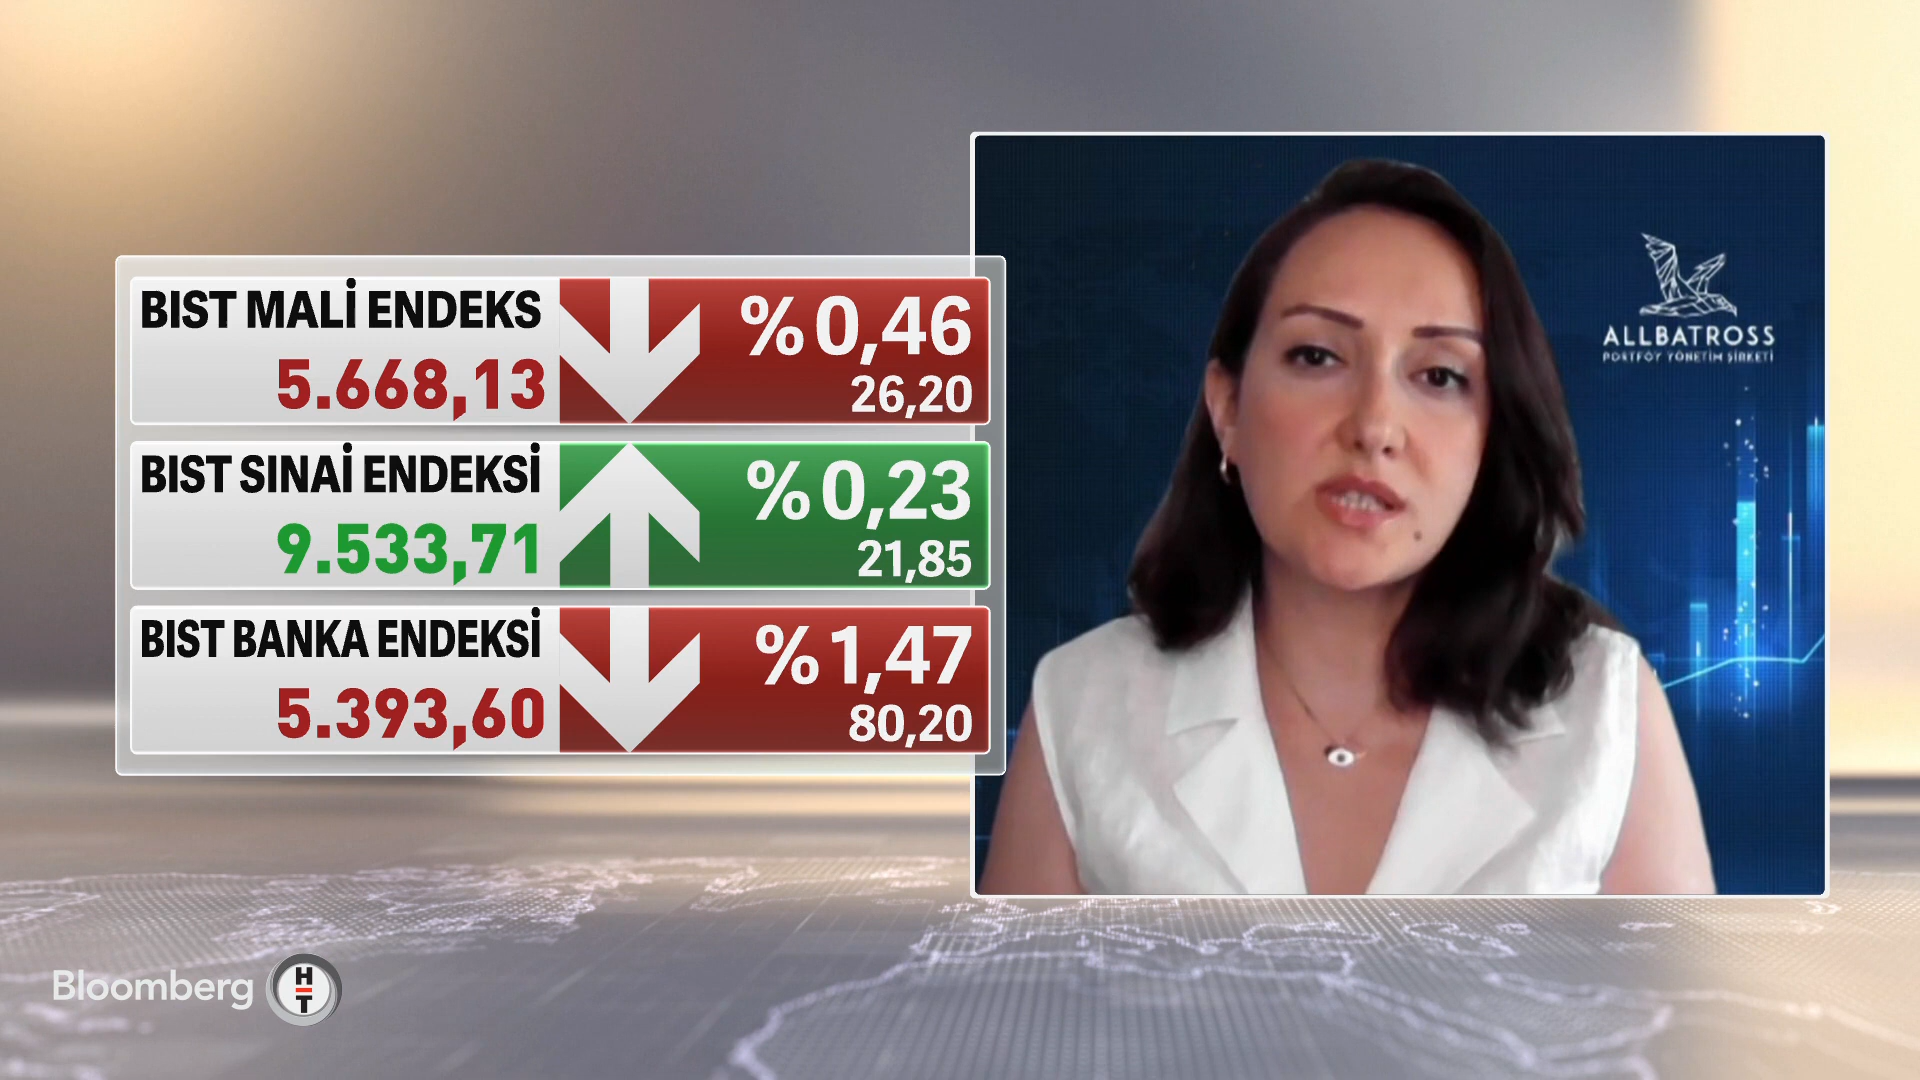 BIST MALİ ENDEKS
5.668,13
%0,46
26,20
BIST SINAİ ENDEKSİ
9.533,71
%0,23
21,85
BIST BANKA ENDEKSİ
5.393,60
%1,47
80,20
ALLBATROSS
PORTFÖY YÖNETİM ŞİRKETİ
Bloomberg HT